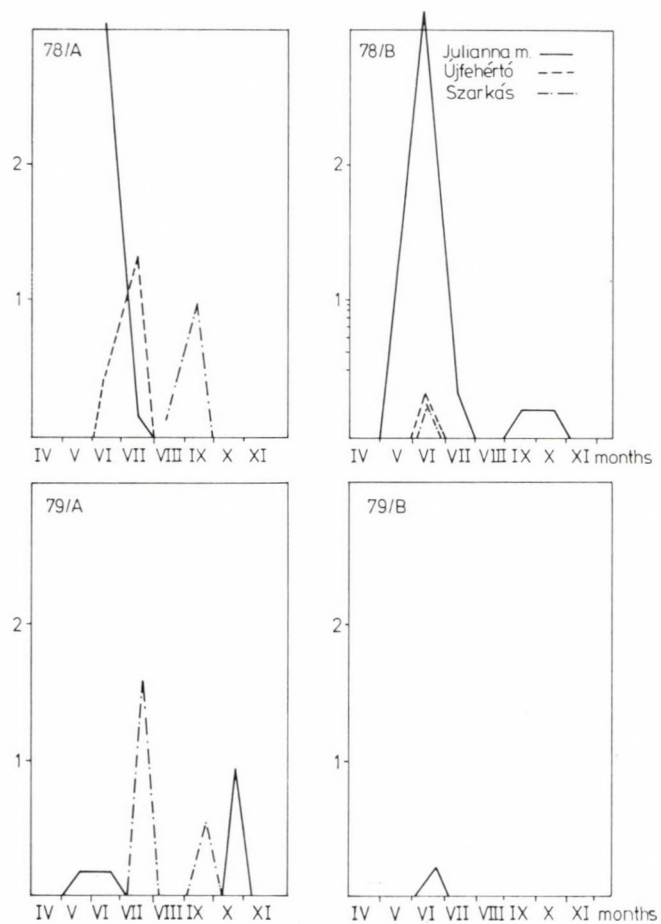 78/A
2
1
IV V VI VII VIII IX X XI
78/B
Julianna m.
Újfehértó
Szarkás
2
1
IV V VI VII VIII IX X XI months
79/A
2
1
IV V VI VII VIII IX X XI
79/B
2
1
IV V VI VII VIII IX X XI months